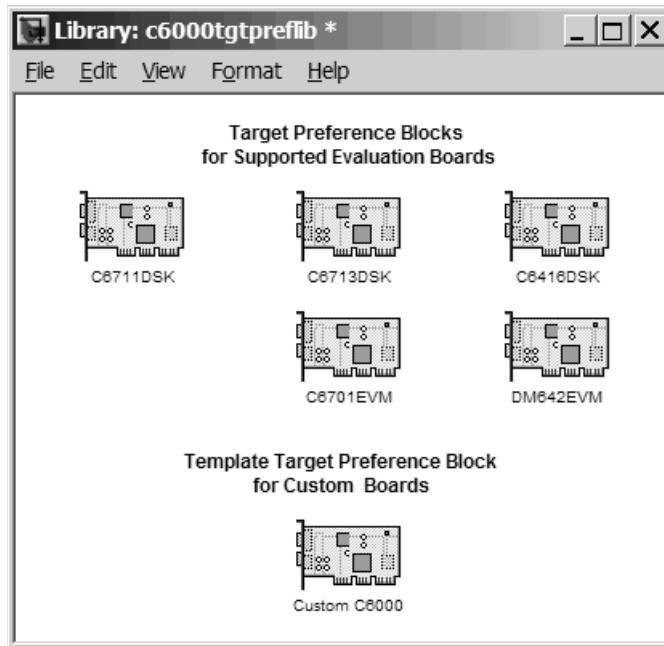 Library: c6000tgtpreflib *
File Edit View Format Help
Target Preference Blocks
for Supported Evaluation Boards
C6711DSK C6713DSK C6416DSK
C6701EVM DM642EVM
Template Target Preference Block
for Custom Boards
Custom C6000